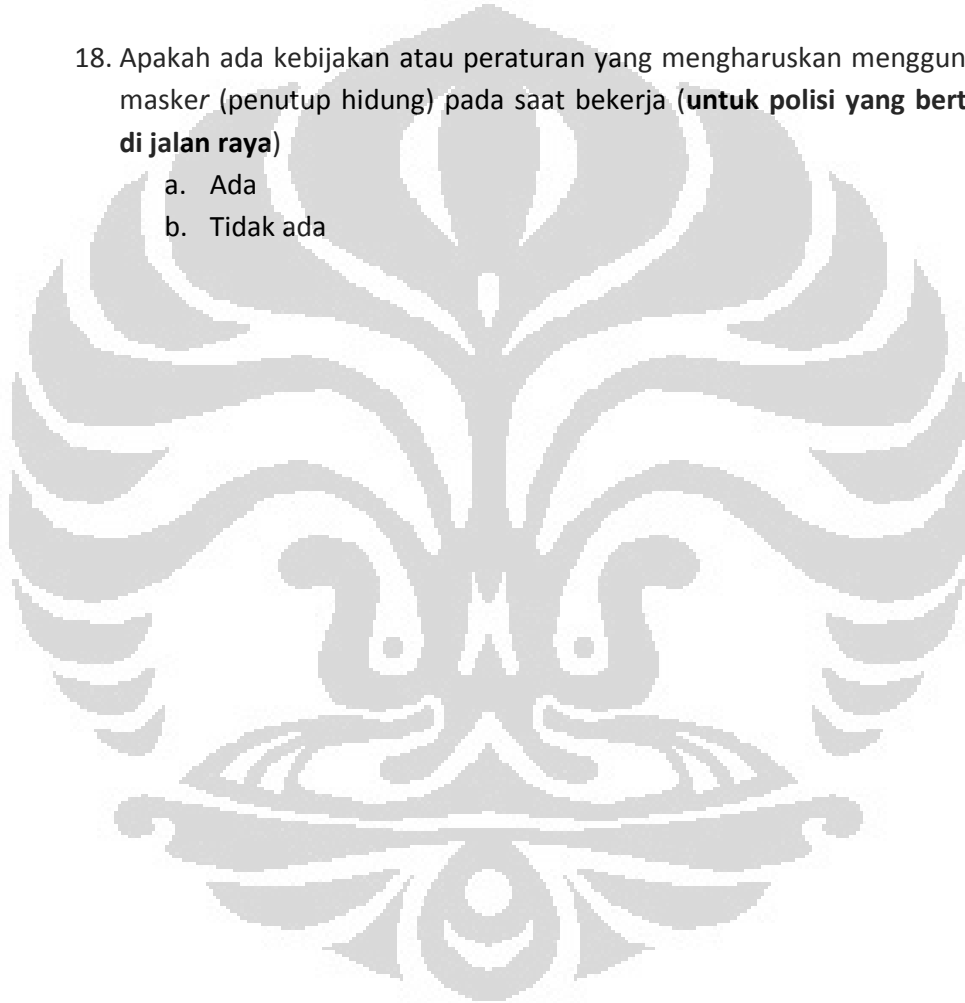 18. Apakah ada kebijakan atau peraturan yang mengharuskan menggun
masker (penutup hidung) pada saat bekerja (untuk polisi yang bert
di jalan raya)
a. Ada
b. Tidak ada